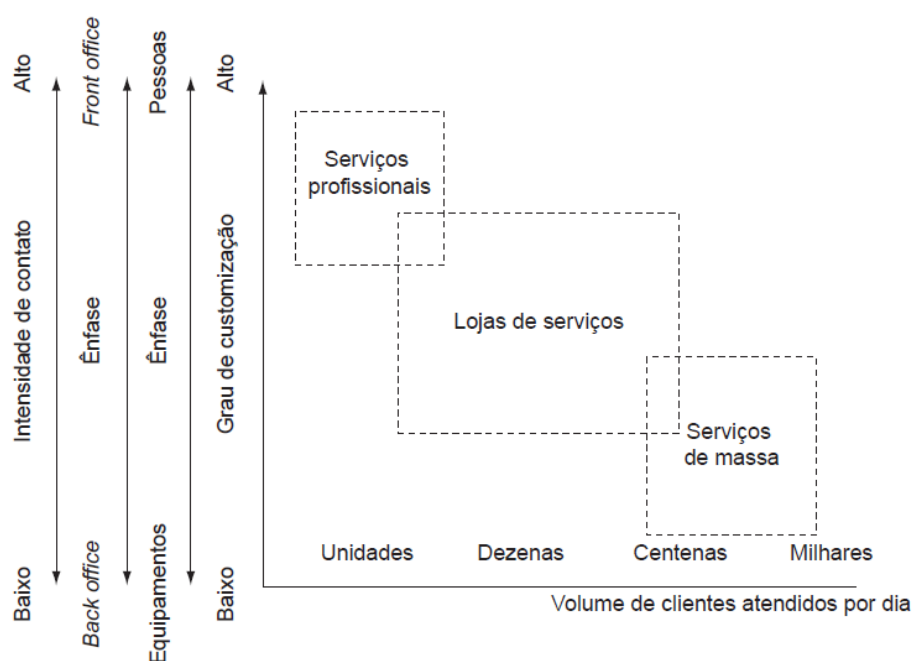 Alto
Front office
Pessoas
Alto
Intensidade de contato
Ênfase
Ênfase
Grau de customização
Baixo
Back office
Equipamentos
Baixo
Serviços
profissionais
Lojas de serviços
Serviços
de massa
Unidades
Dezenas
Centenas
Milhares
Volume de clientes atendidos por dia